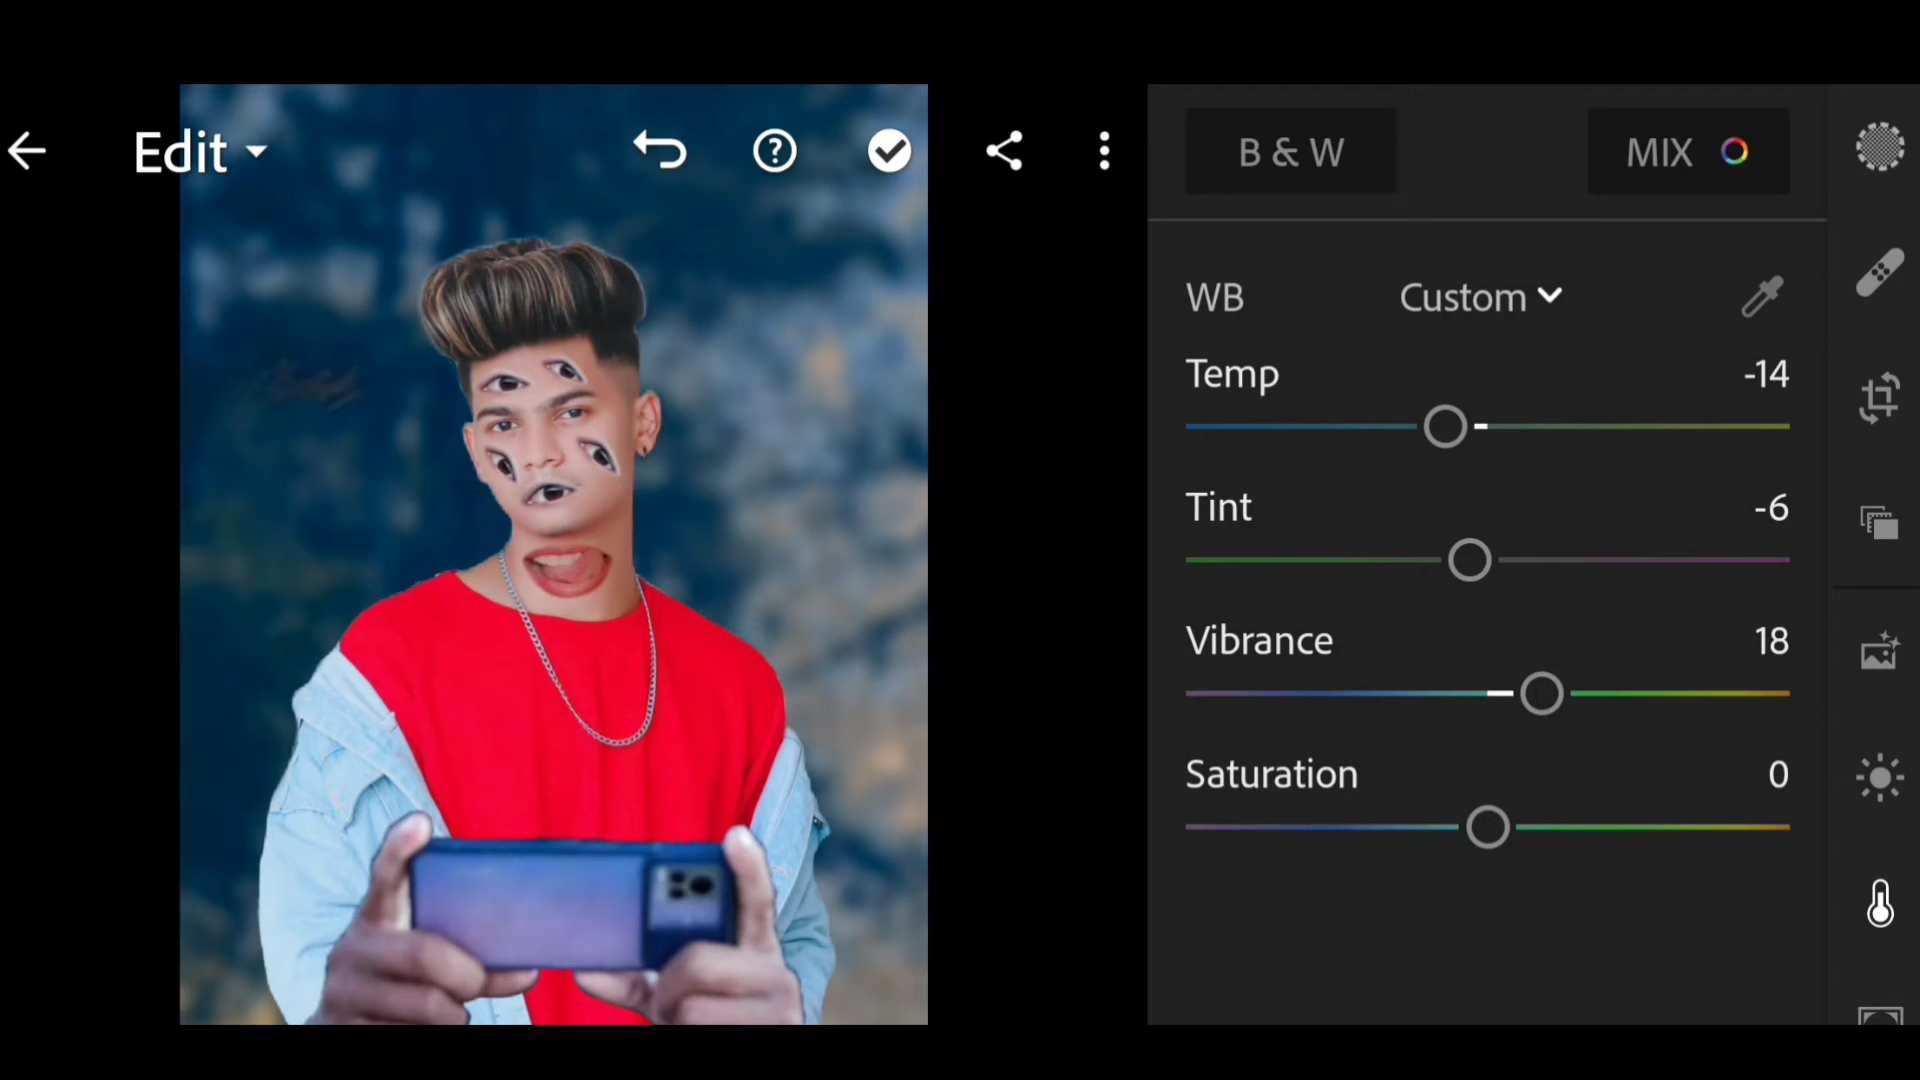 Edit
B & W
MIX
WB Custom
Temp -14
Tint -6
Vibrance 18
Saturation 0